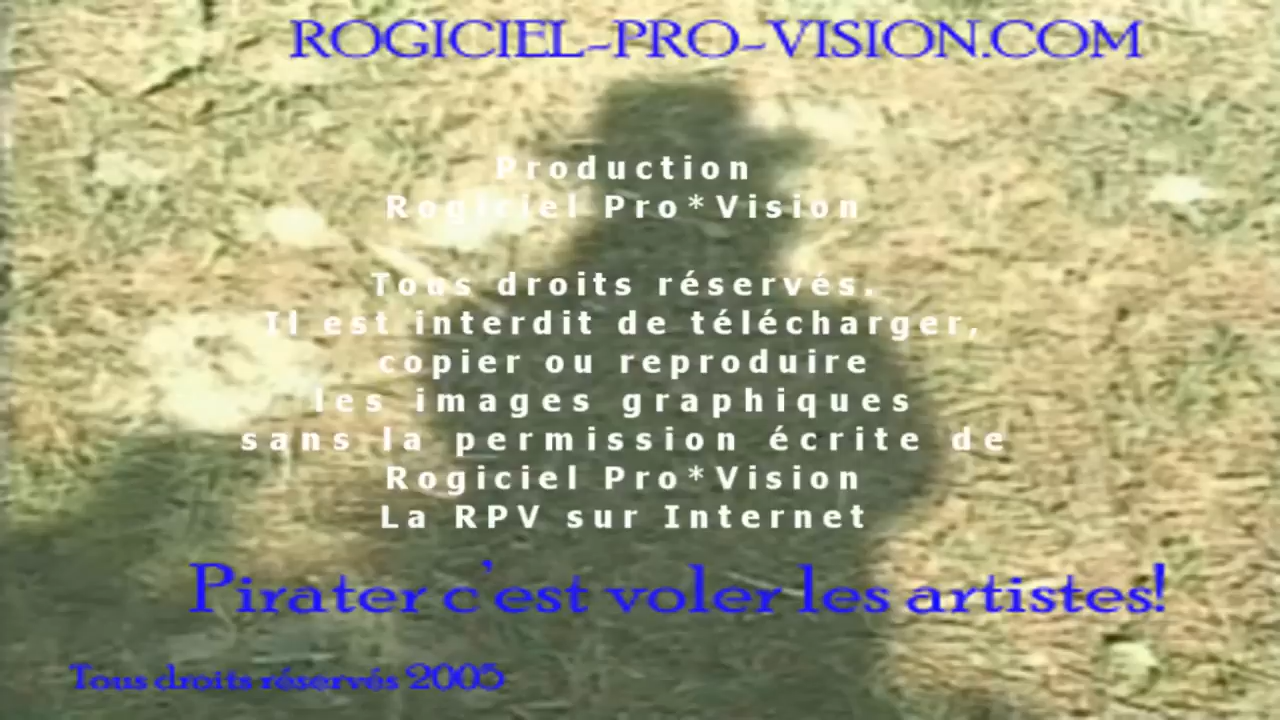 ROGICIEL-PRO-VISION.COM
Production
Rogiciel Pro*Vision
Tous droits réservés.
Il est interdit de télécharger,
copier ou reproduire
les images graphiques
sans la permission écrite de
Rogiciel Pro*Vision
La RPV sur Internet
Pirater c'est voler les artistes!
Tous droits réservés 2005